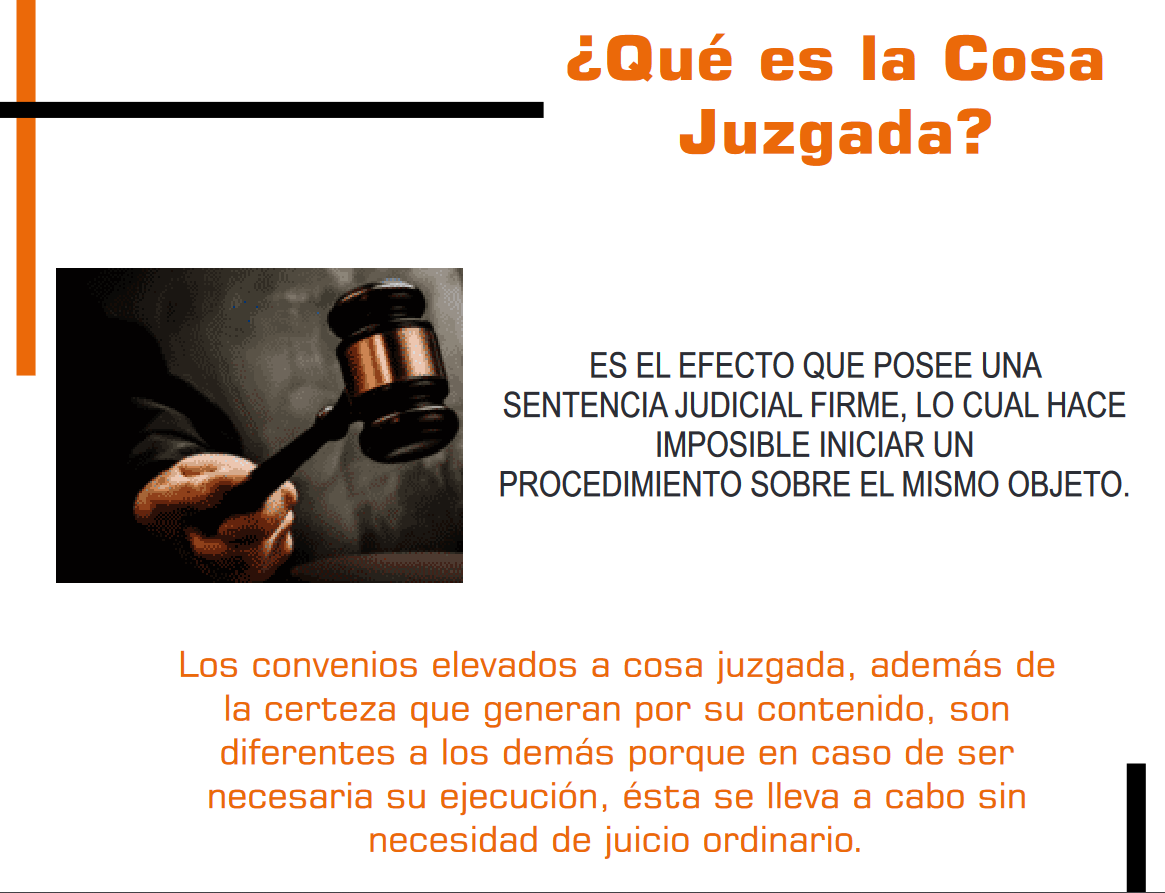 ¿Qué es la Cosa
Juzgada?
ES EL EFECTO QUE POSEE UNA
SENTENCIA JUDICIAL FIRME, LO CUAL HACE
IMPOSIBLE INICIAR UN
PROCEDIMIENTO SOBRE EL MISMO OBJETO.
Los convenios elevados a cosa juzgada, además de
la certeza que generan por su contenido, son
diferentes a los demás porque en caso de ser
necesaria su ejecución, ésta se lleva a cabo sin
necesidad de juicio ordinario.